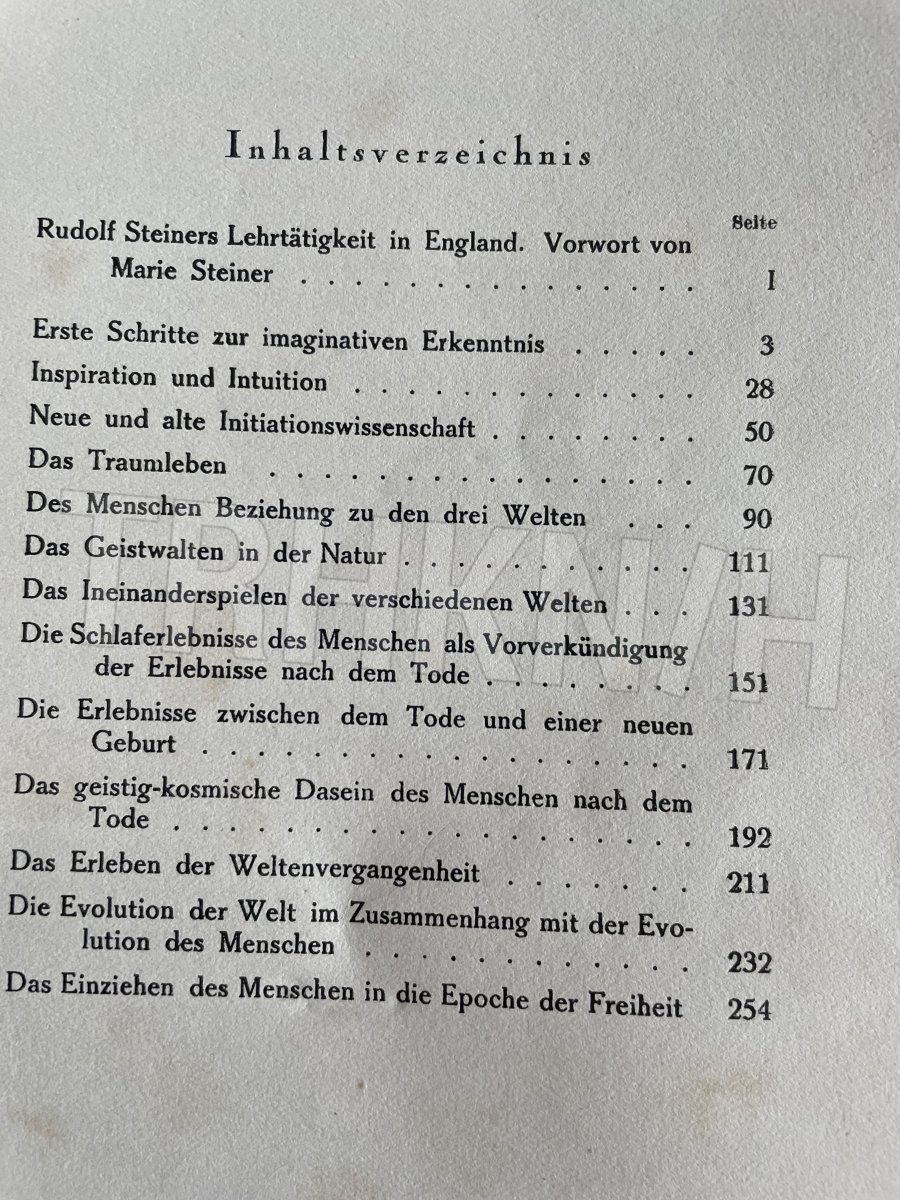 Inhaltsverzeichnis
Seite
Rudolf Steiners Lehrtätigkeit in England. Vorwort von
Marie Steiner . . . . . . . . . . . . . . . I
Erste Schritte zur imaginativen Erkenntnis . . . . . 3
Inspiration und Intuition . . . . . . . . . . . . . 28
Neue und alte Initiationswissenschaft . . . . . . . . 50
Das Traumleben . . . . . . . . . . . . . . . . 70
Des Menschen Beziehung zu den drei Welten . . . 90
Das Geistwalten in der Natur . . . . . . . . . . . 111
Das Ineinanderspielen der verschiedenen Welten . . . 131
Die Schlaferlebnisse des Menschen als Vorverkündigung
der Erlebnisse nach dem Tode . . . . . . . . 151
Die Erlebnisse zwischen dem Tode und einer neuen
Geburt . . . . . . . . . . . . . . . . . . 171
Das geistig-kosmische Dasein des Menschen nach dem
Tode . . . . . . . . . . . . . . . . . . . 192
Das Erleben der Weltenvergangenheit . . . . . . . 211
Die Evolution der Welt im Zusammenhang mit der Evo-
lution des Menschen . . . . . . . . . . . . 232
Das Einziehen des Menschen in die Epoche der Freiheit 254